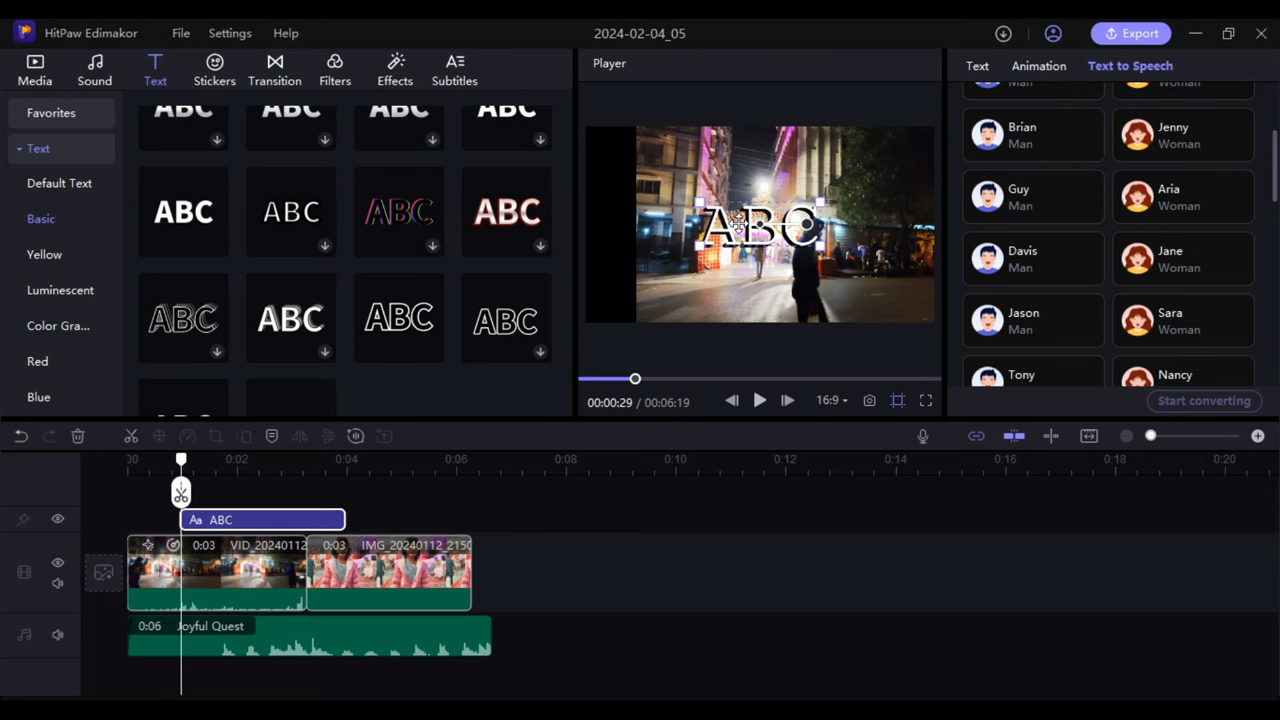 HitPaw Edimakor File Settings Help 2024-02-04_05 Export
Media Sound Text Stickers Transition Filters Effects Subtitles
Player
Text Animation Text to Speech
Favorites
Text
Default Text
Basic
Yellow
Luminescent
Color Gra...
Red
Blue
ABC ABC ABC ABC
ABC ABC ABC ABC
ABC ABC ABC ABC
ABC
00:00:29 / 00:06:19 16:9
Man
Brian Jenny
Man Woman
Guy Aria
Man Woman
Davis Jane
Man Woman
Jason Sara
Man Woman
Tony Nancy
Start converting
00 0:02 0:04 0:06 0:08 0:10 0:12 0:14 0:16 0:18 0:20
Aa ABC
0:03 VID_20240112 0:03 IMG_20240112_2150
0:06 Joyful Quest